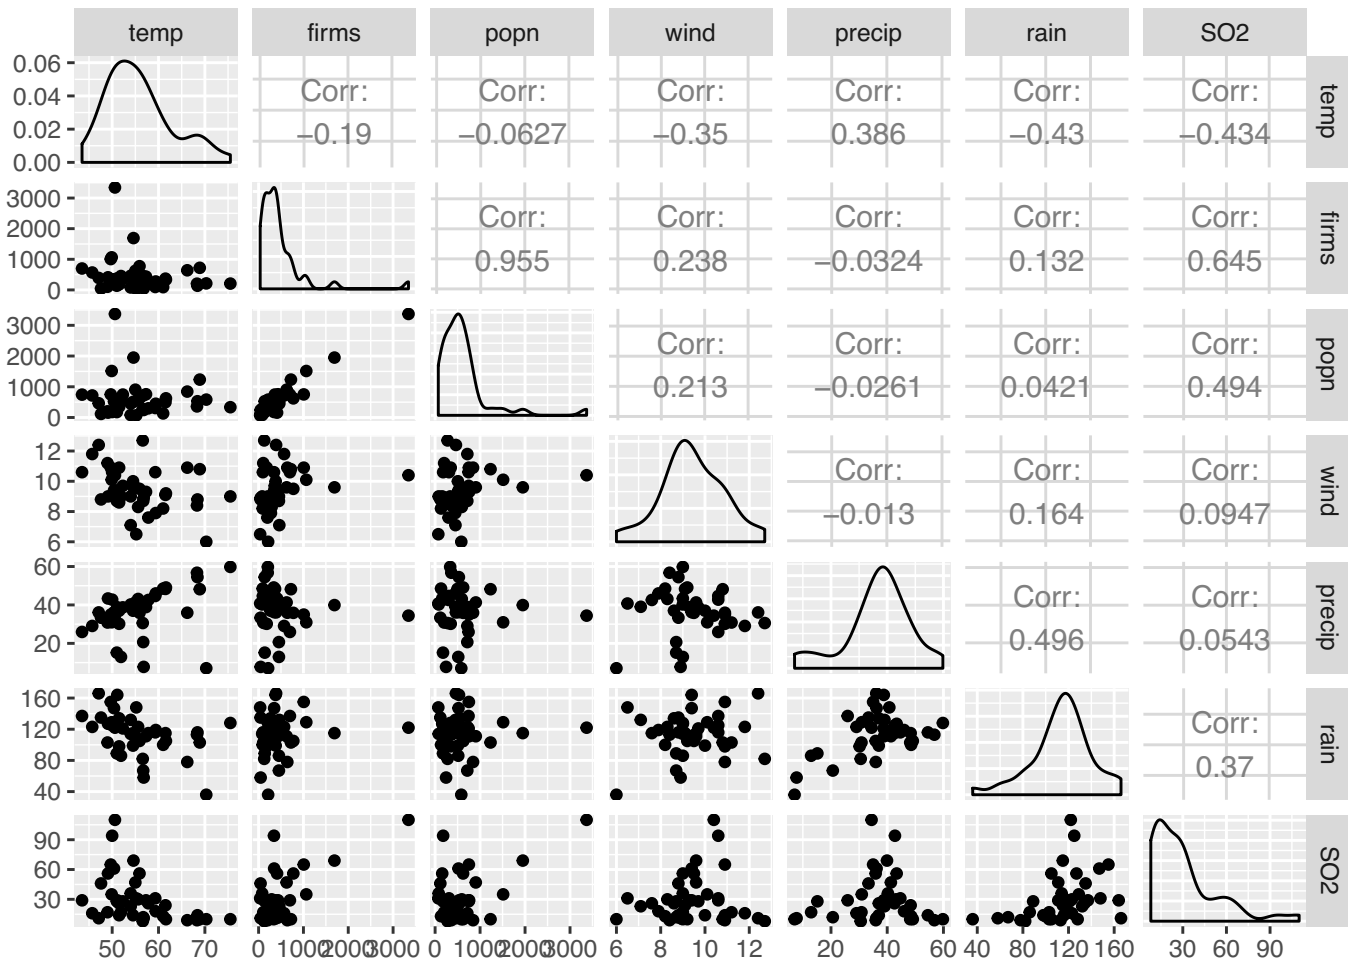 temp firms popn wind precip rain SO2
0.06
0.04
0.02
0.00
Corr:
−0.19
Corr:
−0.0627
Corr:
−0.35
Corr:
0.386
Corr:
−0.43
Corr:
−0.434
temp
3000
2000
1000
0
Corr:
0.955
Corr:
0.238
Corr:
−0.0324
Corr:
0.132
Corr:
0.645
firms
3000
2000
1000
0
Corr:
0.213
Corr:
−0.0261
Corr:
0.0421
Corr:
0.494
popn
12
10
8
6
Corr:
−0.013
Corr:
0.164
Corr:
0.0947
wind
60
40
20
Corr:
0.496
Corr:
0.0543
precip
160
120
80
40
Corr:
0.37
rain
90
60
30
SO2
50 60 70
0 1000 2000 3000
0 1000 2000 3000
6 8 10 12
20 40 60
40 80 120 160
30 60 90